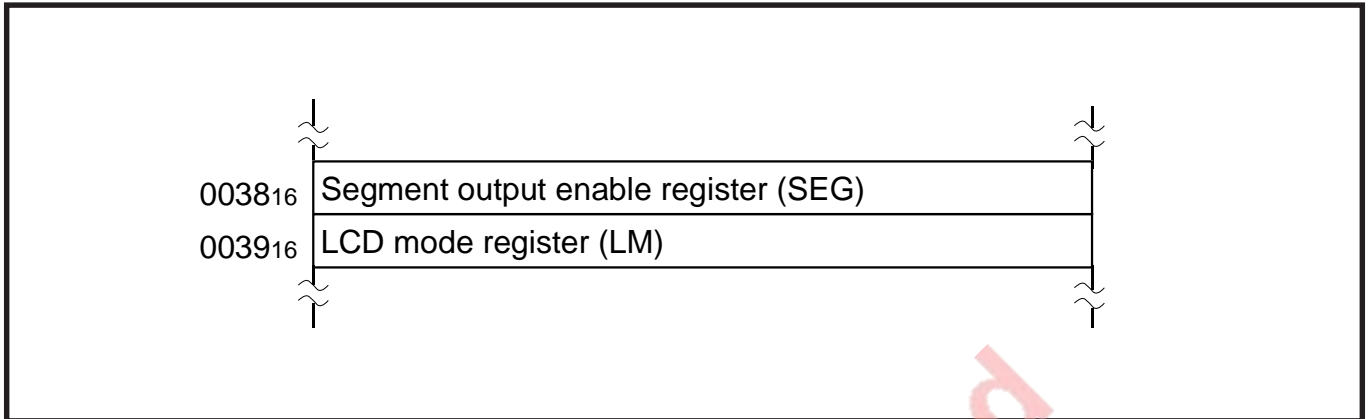 0038₁₆ Segment output enable register (SEG)
0039₁₆ LCD mode register (LM)